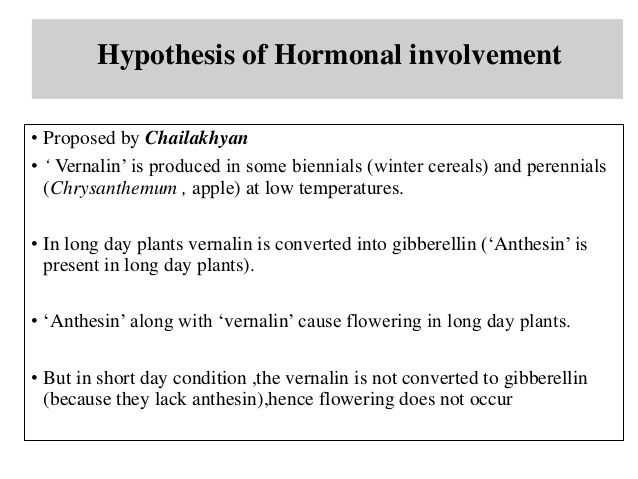 Hypothesis of Hormonal involvement
• Proposed by Chailakhyan
• ‘ Vernalin’ is produced in some biennials (winter cereals) and perennials
(Chrysanthemum , apple) at low temperatures.
• In long day plants vernalin is converted into gibberellin (‘Anthesin’ is
present in long day plants).
• ‘Anthesin’ along with ‘vernalin’ cause flowering in long day plants.
• But in short day condition ,the vernalin is not converted to gibberellin
(because they lack anthesin),hence flowering does not occur